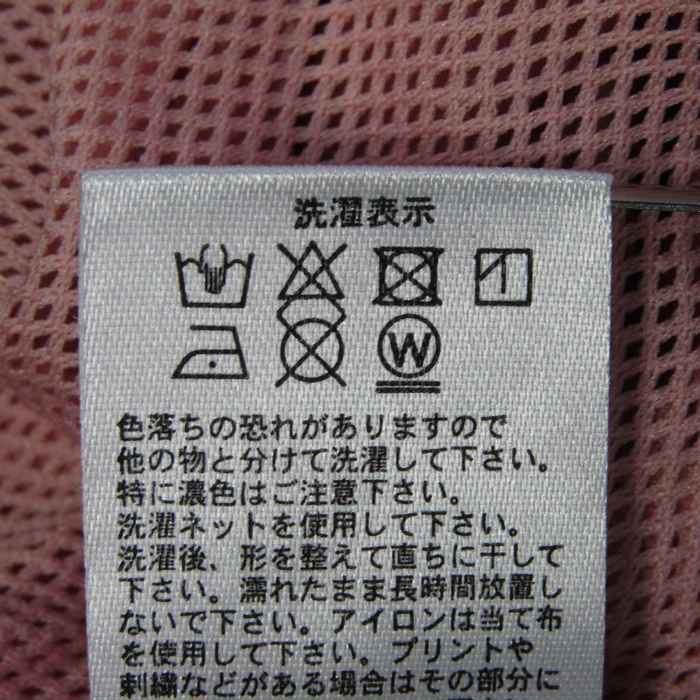 洗濯表示
W
色落ちの恐れがありますので
他の物と分けて洗濯して下さい。
特に濃色はご注意下さい。
洗濯ネットを使用して下さい。
洗濯後、形を整えて直ちに干して
下さい。濡れたまま長時間放置し
ないで下さい。アイロンは当て布
を使用して下さい。プリントや
刺繍などがある場合はその部分に